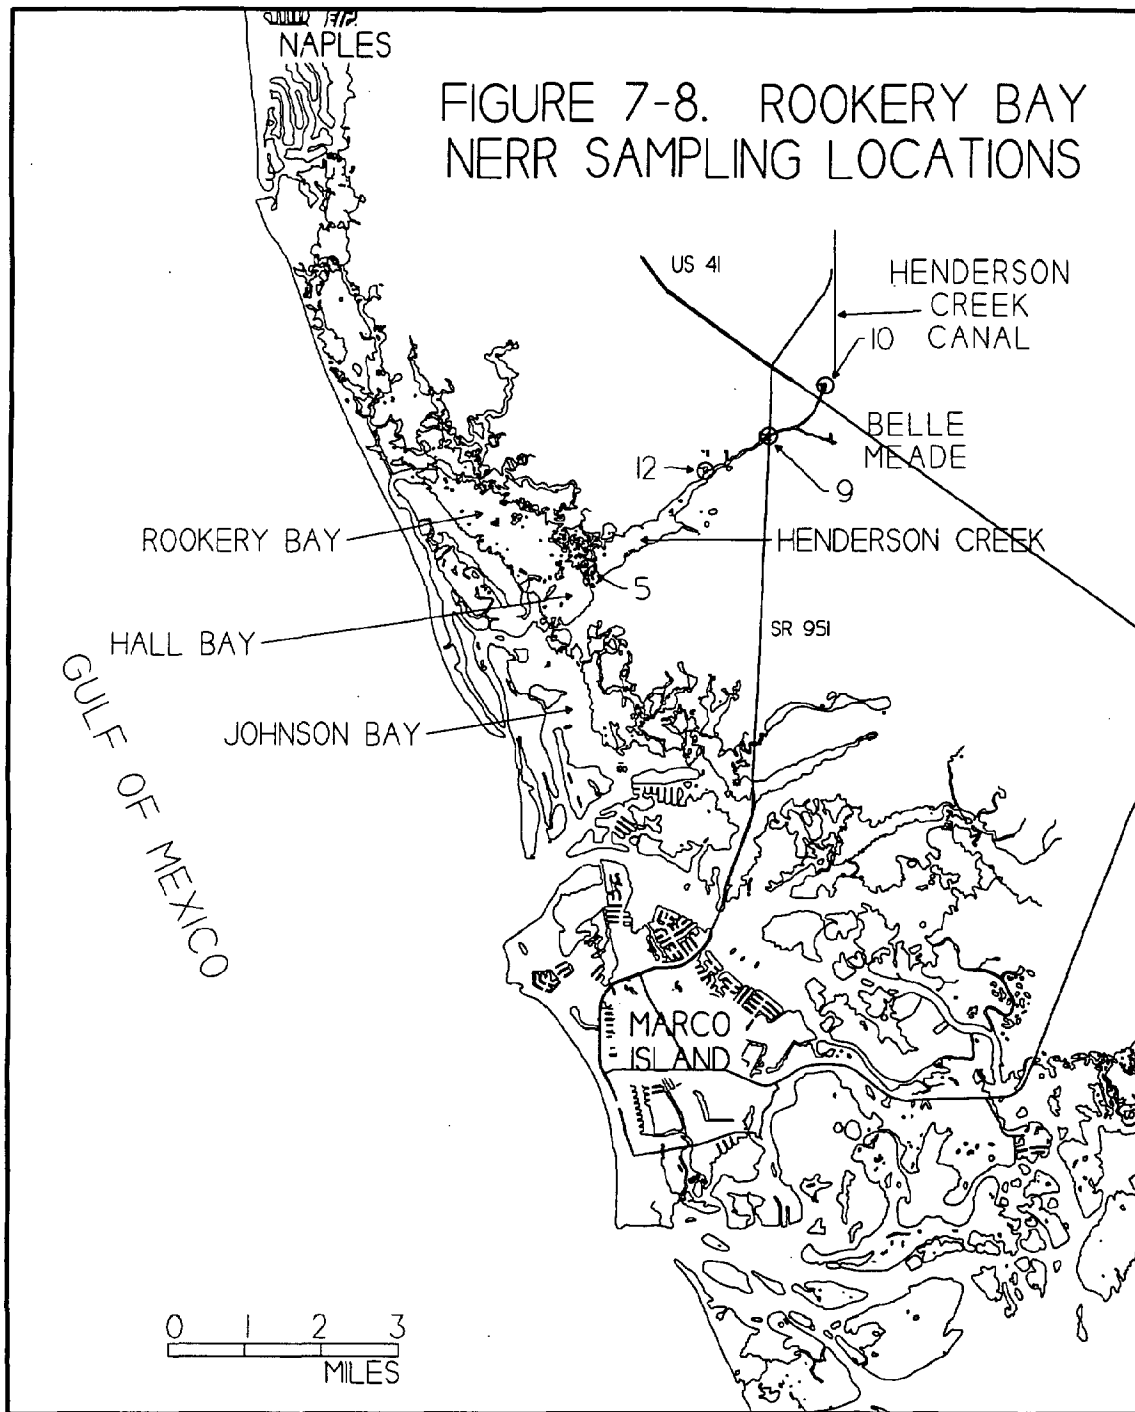 NAPLES
FIGURE 7-8. ROOKERY BAY
NERR SAMPLING LOCATIONS
US 41
HENDERSON
CREEK
CANAL
10
BELLE
MEADE
12
9
ROOKERY BAY
HENDERSON CREEK
5
HALL BAY
SR 951
GULF OF MEXICO
JOHNSON BAY
MARCO
ISLAND
0 1 2 3
MILES